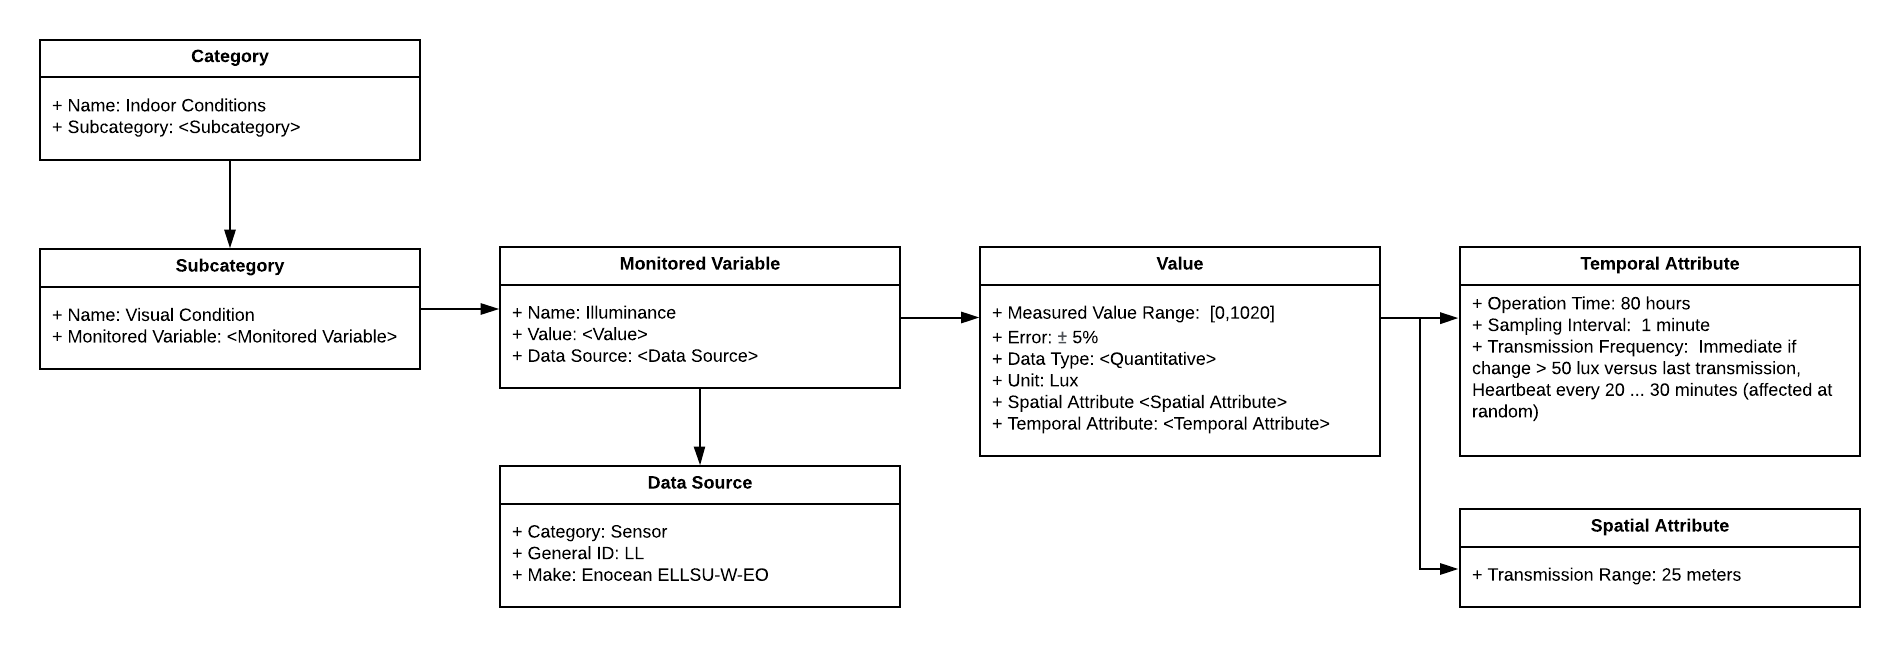 Category
+ Name: Indoor Conditions
+ Subcategory: <Subcategory>
Subcategory
+ Name: Visual Condition
+ Monitored Variable: <Monitored Variable>
Monitored Variable
+ Name: Illuminance
+ Value: <Value>
+ Data Source: <Data Source>
Data Source
+ Category: Sensor
+ General ID: LL
+ Make: Enocean ELLSU-W-EO
Value
+ Measured Value Range:  [0,1020]
+ Error: ± 5%
+ Data Type: <Quantitative>
+ Unit: Lux
+ Spatial Attribute <Spatial Attribute>
+ Temporal Attribute: <Temporal Attribute>
Temporal Attribute
+ Operation Time: 80 hours
+ Sampling Interval:  1 minute
+ Transmission Frequency:  Immediate if
change > 50 lux versus last transmission,
Heartbeat every 20 ... 30 minutes (affected at
random)
Spatial Attribute
+ Transmission Range: 25 meters